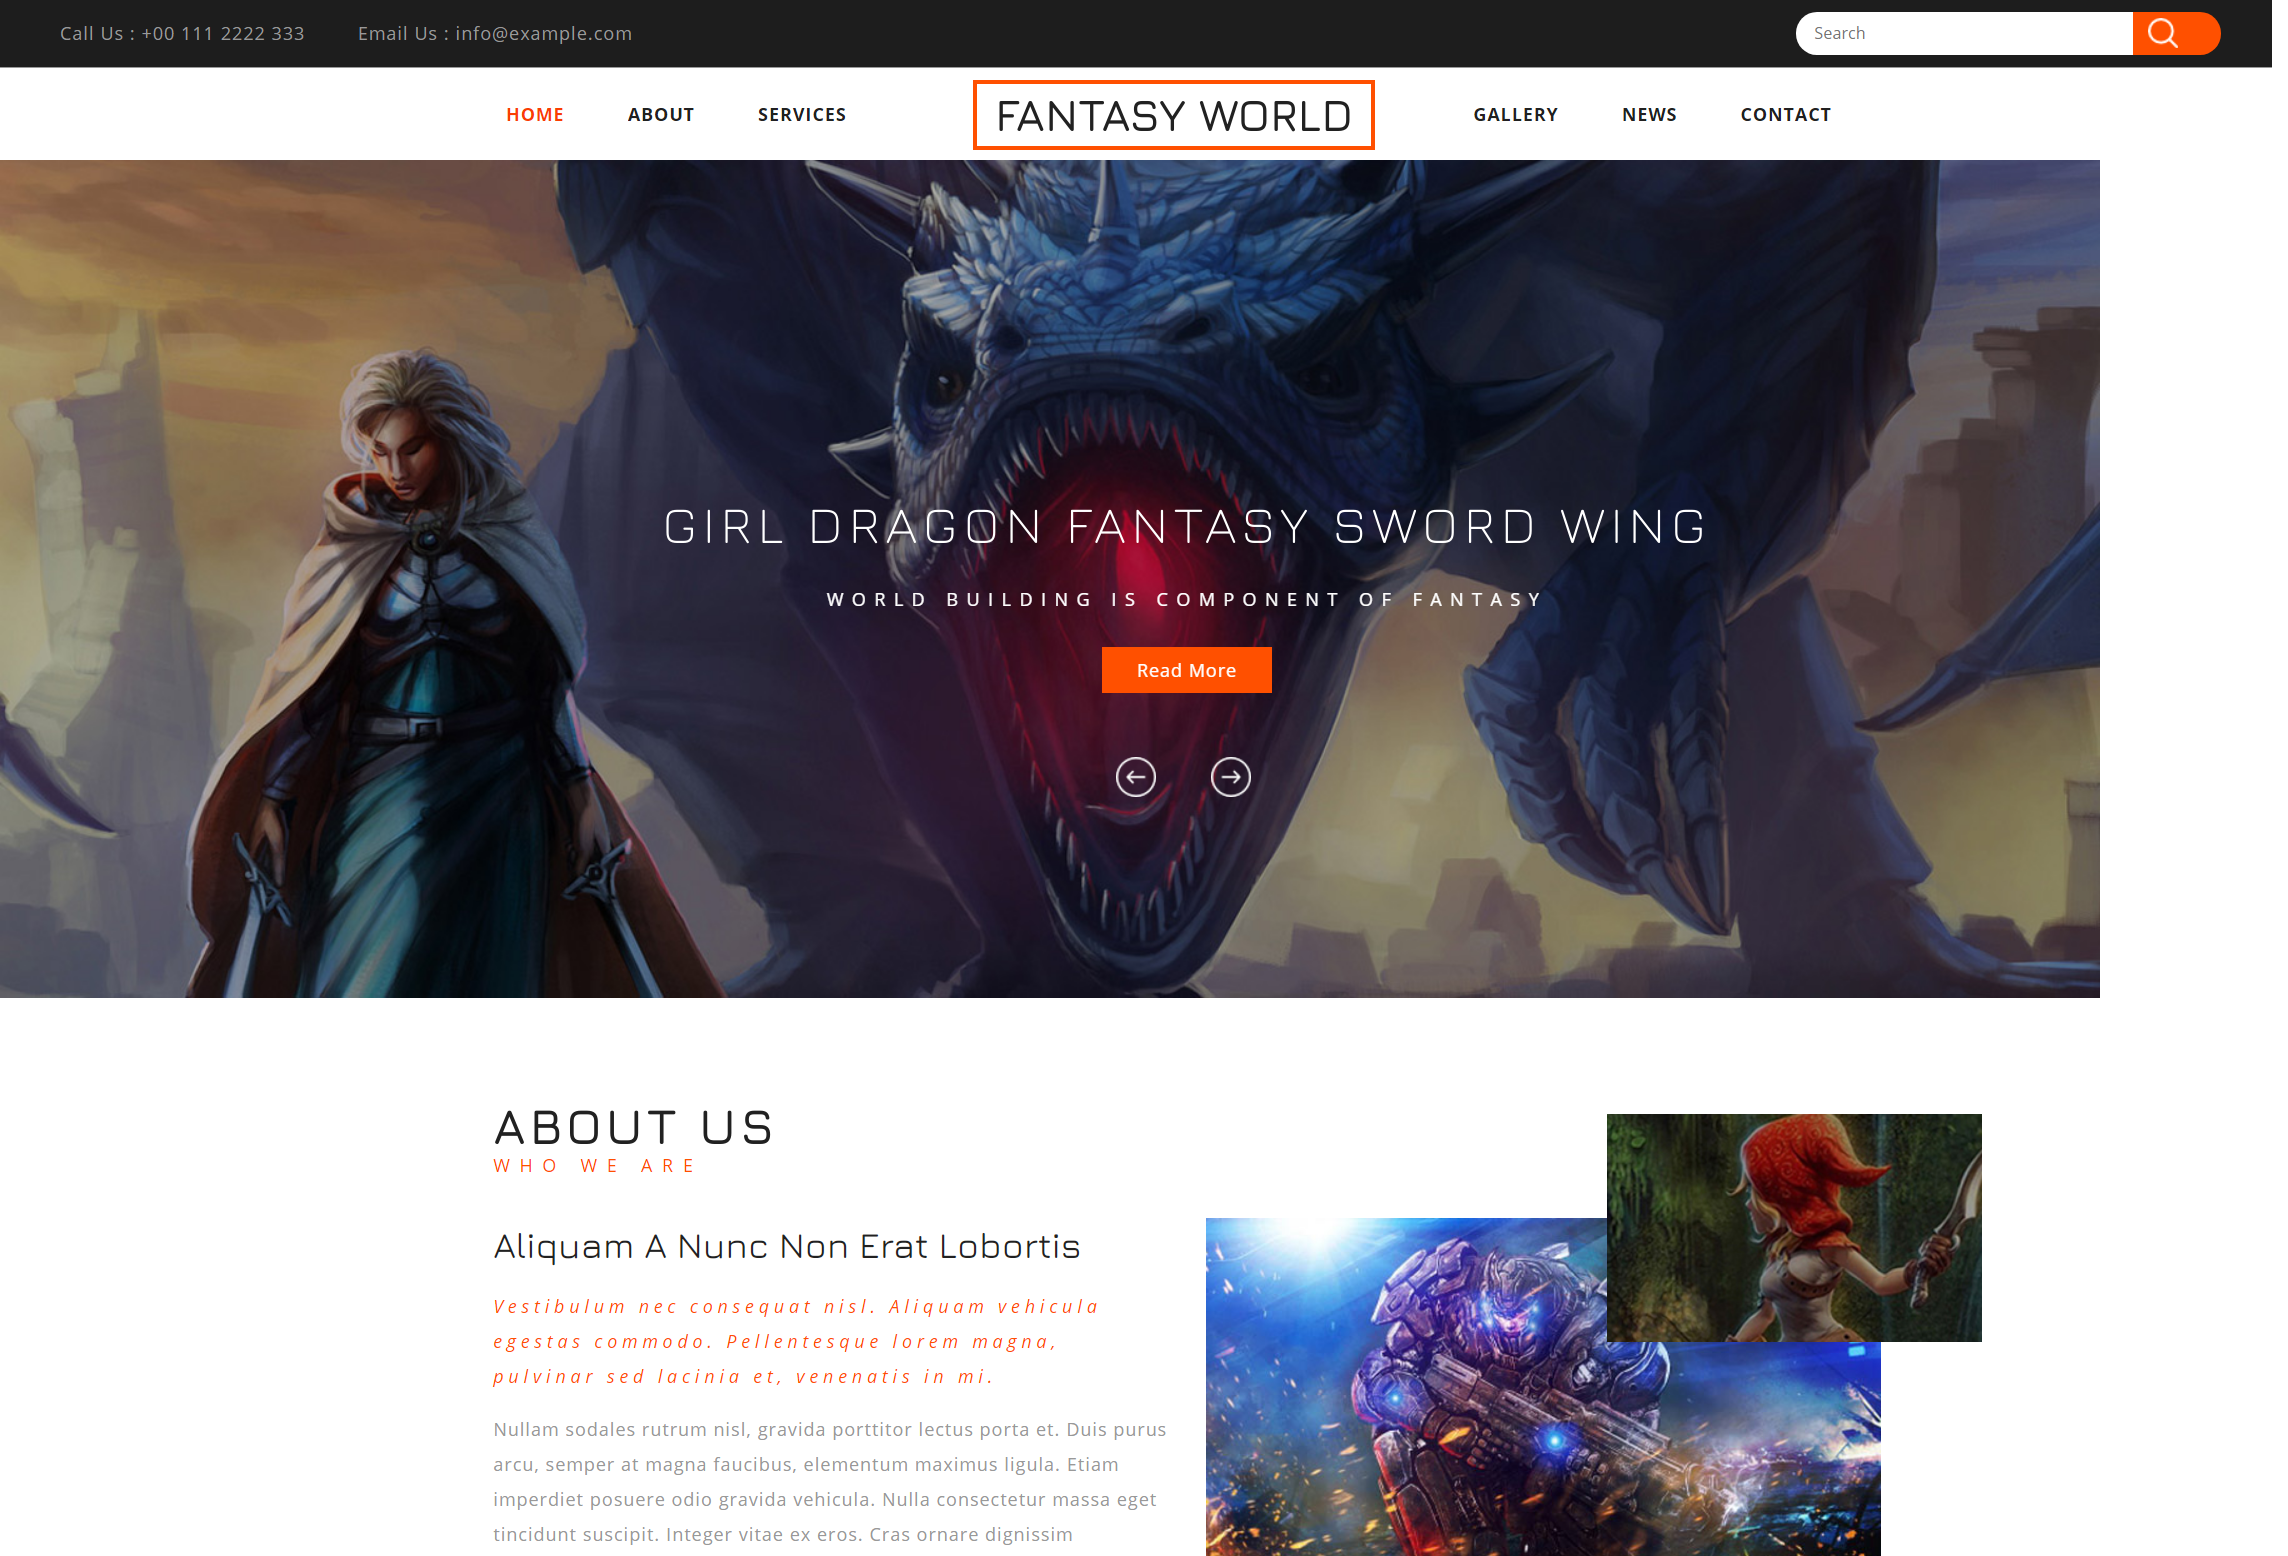 Call Us : +00 111 2222 333
Email Us : info@example.com
Search
HOME
ABOUT
SERVICES
FANTASY WORLD
GALLERY
NEWS
CONTACT
GIRL DRAGON FANTASY SWORD WING
WORLD BUILDING IS COMPONENT OF FANTASY
Read More
ABOUT US
WHO WE ARE
Aliquam A Nunc Non Erat Lobortis
Vestibulum nec consequat nisl. Aliquam vehicula
egestas commodo. Pellentesque lorem magna,
pulvinar sed lacinia et, venenatis in mi.
Nullam sodales rutrum nisl, gravida porttitor lectus porta et. Duis purus
arcu, semper at magna faucibus, elementum maximus ligula. Etiam
imperdiet posuere odio gravida vehicula. Nulla consectetur massa eget
tincidunt suscipit. Integer vitae ex eros. Cras ornare dignissim